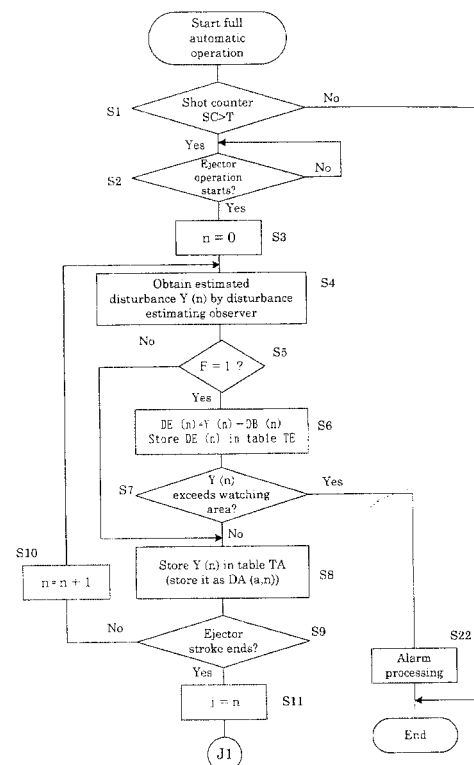 Start full
automatic
operation
S1
Shot counter
SC>T
No
Yes
S2
Ejector
operation
starts?
No
Yes
n = 0
S3
S4
Obtain estimated
disturbance Y (n) by disturbance
estimating observer
No
S5
F = 1 ?
Yes
DE (n)=Y (n)-DB (n)
Store DE (n) in table TE
S6
S7
Y (n)
exceeds watching
area?
Yes
No
S10
n = n + 1
Store Y (n) in table TA
(store it as DA (a,n))
S8
No
Ejector
stroke ends?
S9
Yes
S22
Alarm
processing
j = n
S11
End
J1